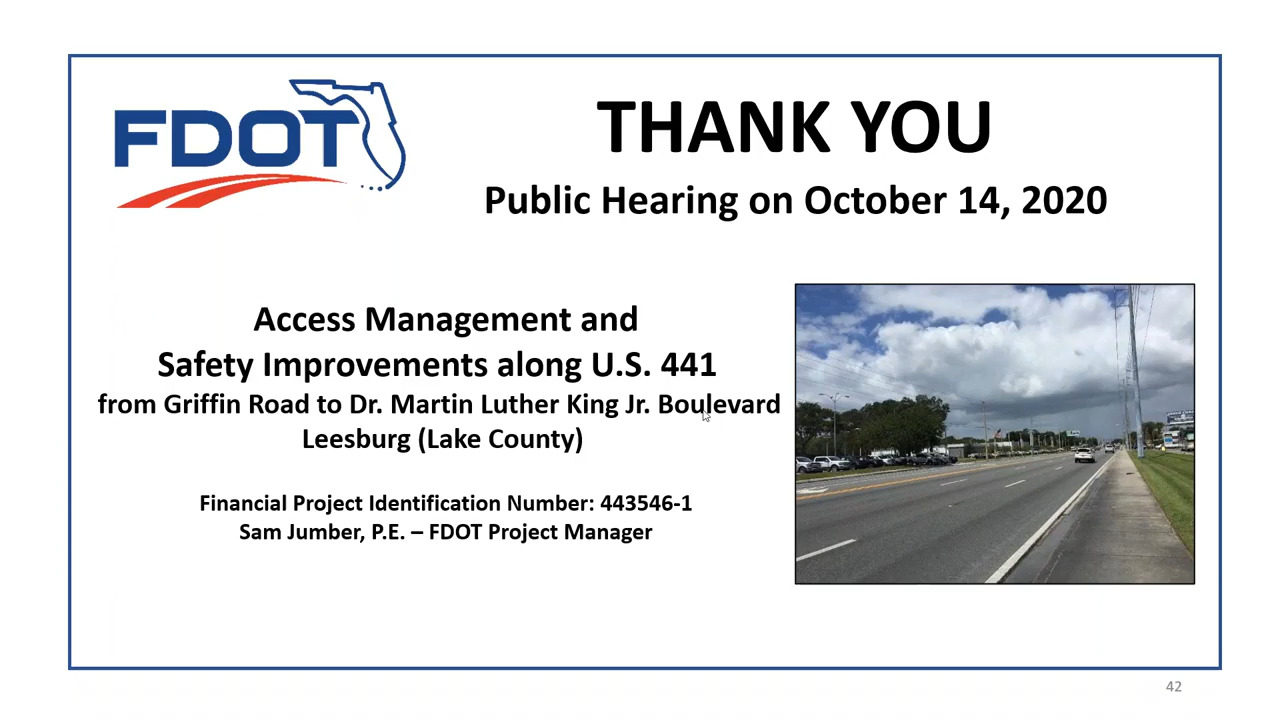 FDOT
THANK YOU
Public Hearing on October 14, 2020
Access Management and
Safety Improvements along U.S. 441
from Griffin Road to Dr. Martin Luther King Jr. Boulevard
Leesburg (Lake County)
Financial Project Identification Number: 443546-1
Sam Jumber, P.E. – FDOT Project Manager
42